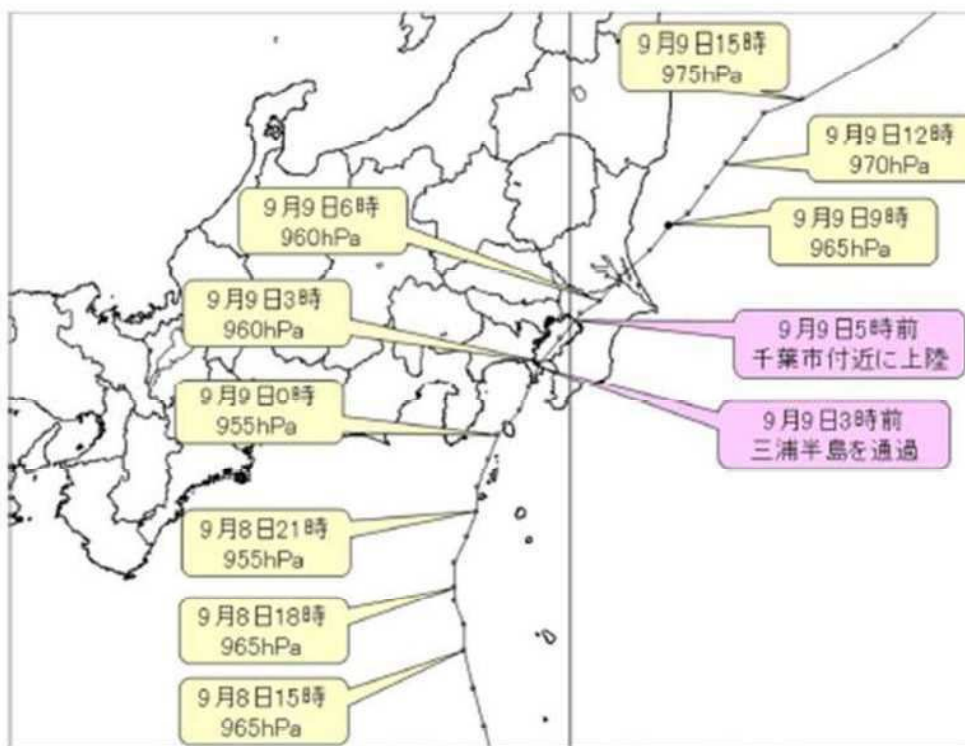 9月9日15時
975hPa
9月9日12時
970hPa
9月9日6時
960hPa
9月9日9時
965hPa
9月9日3時
960hPa
9月9日5時前
千葉市付近に上陸
9月9日0時
955hPa
9月9日3時前
三浦半島を通過
9月8日21時
955hPa
9月8日18時
965hPa
9月8日15時
965hPa